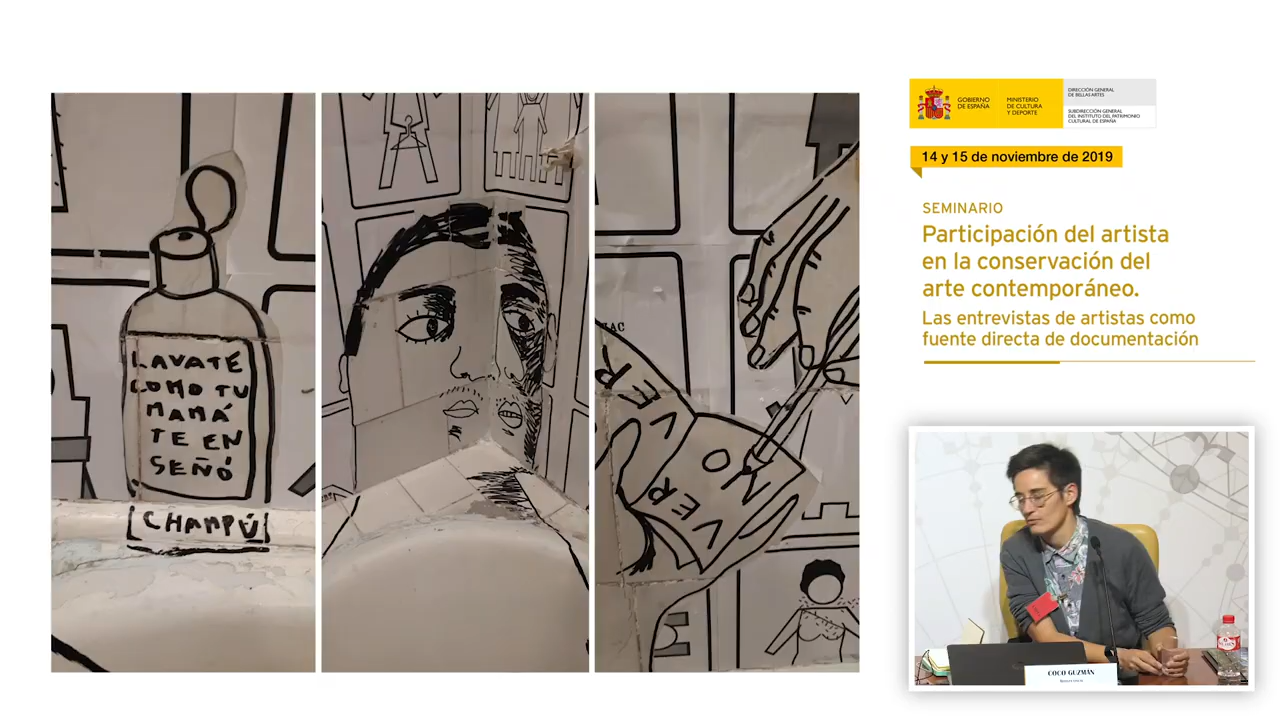 LAVATE
COMO TU
MAMÁ
TE EN
SEÑÓ
CHAMPÚ
VER
VER
GOBIERNO
DE ESPAÑA
MINISTERIO
DE CULTURA
Y DEPORTE
DIRECCIÓN GENERAL
DE BELLAS ARTES
SUBDIRECCIÓN GENERAL
DEL INSTITUTO DEL PATRIMONIO
CULTURAL DE ESPAÑA
14 y 15 de noviembre de 2019
SEMINARIO
Participación del artista
en la conservación del
arte contemporáneo.
Las entrevistas de artistas como
fuente directa de documentación
COCO GUZMÁN